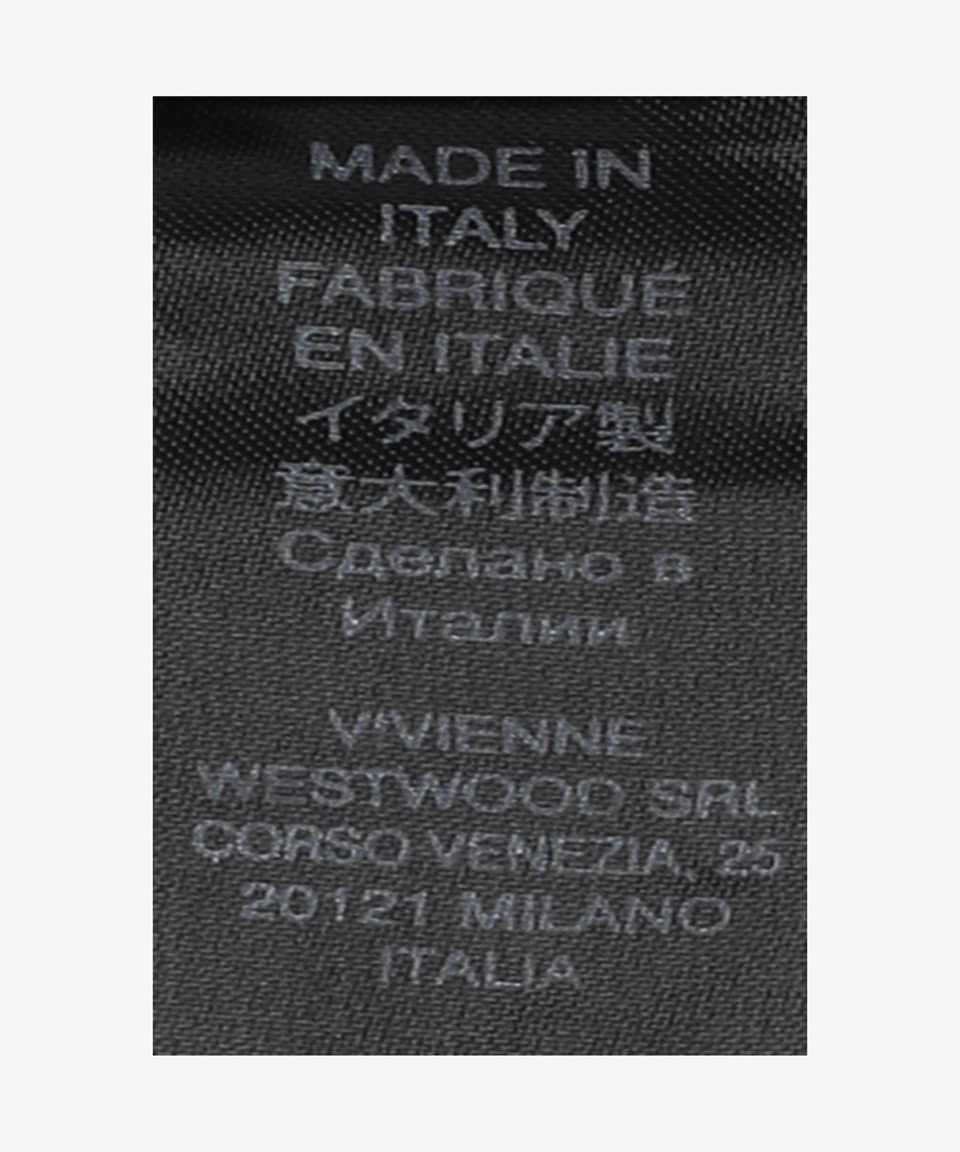 MADE IN
ITALY
FABRIQUÉ
EN ITALIE
イタリア製
意大利制造
Сделано в
Италии
VIVIENNE
WESTWOOD SRL
CORSO VENEZIA, 25
20121 MILANO
ITALIA